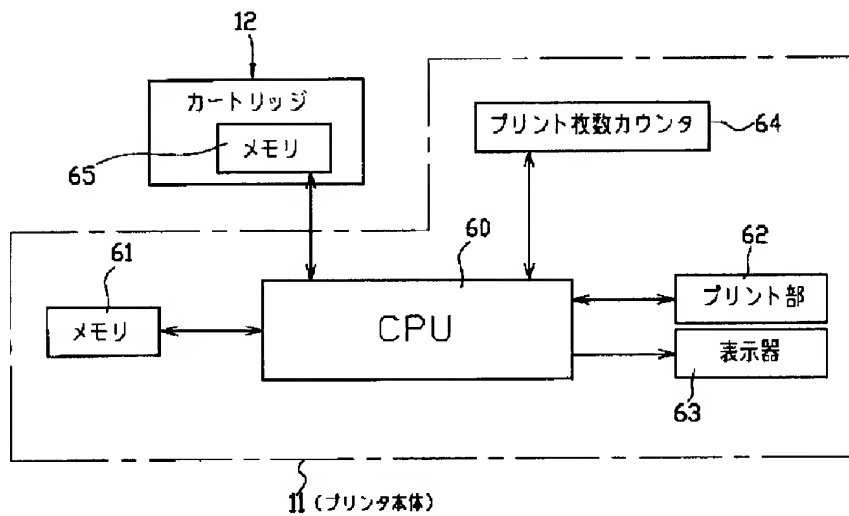 12
カートリッジ
メモリ
65
プリント枚数カウンタ
64
60
CPU
61
メモリ
62
プリント部
表示器
63
11(プリンタ本体)